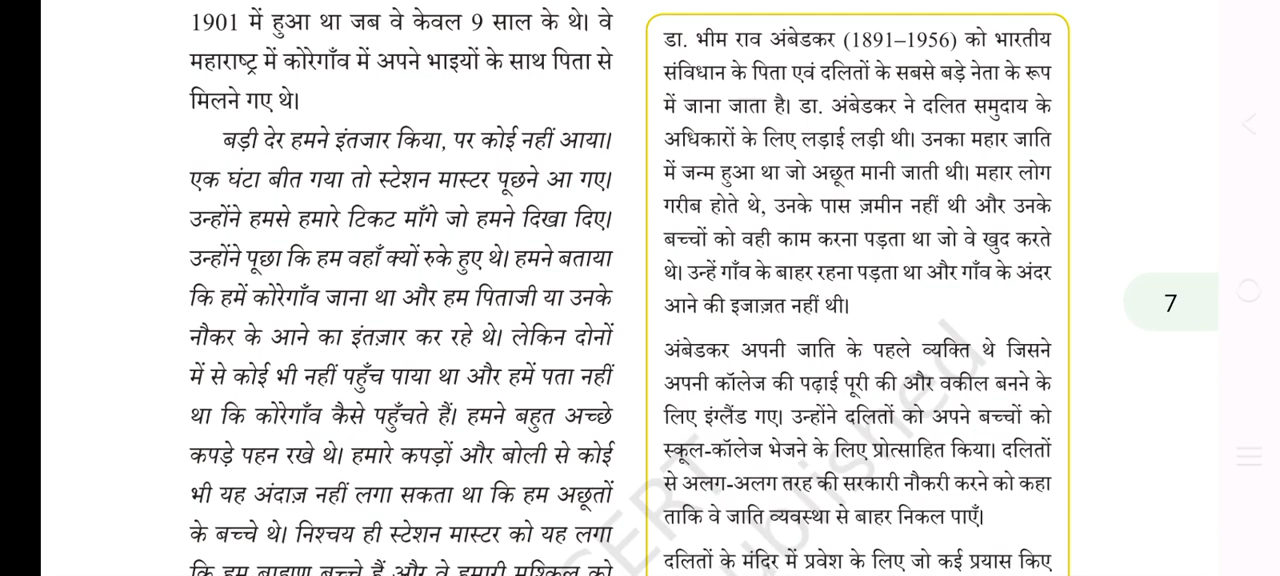 1901 में हुआ था जब वे केवल 9 साल के थे। वे
महाराष्ट्र में कोरेगाँव में अपने भाइयों के साथ पिता से
मिलने गए थे।
बड़ी देर हमने इंतजार किया, पर कोई नहीं आया।
एक घंटा बीत गया तो स्टेशन मास्टर पूछने आ गए।
उन्होंने हमसे हमारे टिकट माँगे जो हमने दिखा दिए।
उन्होंने पूछा कि हम वहाँ क्यों रुके हुए थे। हमने बताया
कि हमें कोरेगाँव जाना था और हम पिताजी या उनके
नौकर के आने का इंतज़ार कर रहे थे। लेकिन दोनों
में से कोई भी नहीं पहुँच पाया था और हमें पता नहीं
था कि कोरेगाँव कैसे पहुँचते हैं। हमने बहुत अच्छे
कपड़े पहन रखे थे। हमारे कपड़ों और बोली से कोई
भी यह अंदाज़ नहीं लगा सकता था कि हम अछूतों
के बच्चे थे। निश्चय ही स्टेशन मास्टर को यह लगा
कि हम ब्राह्मण बच्चे हैं और वे हमारी मुश्किल को
डा. भीम राव अंबेडकर (1891–1956) को भारतीय
संविधान के पिता एवं दलितों के सबसे बड़े नेता के रूप
में जाना जाता है। डा. अंबेडकर ने दलित समुदाय के
अधिकारों के लिए लड़ाई लड़ी थी। उनका महार जाति
में जन्म हुआ था जो अछूत मानी जाती थी। महार लोग
गरीब होते थे, उनके पास ज़मीन नहीं थी और उनके
बच्चों को वही काम करना पड़ता था जो वे खुद करते
थे। उन्हें गाँव के बाहर रहना पड़ता था और गाँव के अंदर
आने की इजाज़त नहीं थी।
अंबेडकर अपनी जाति के पहले व्यक्ति थे जिसने
अपनी कॉलेज की पढ़ाई पूरी की और वकील बनने के
लिए इंग्लैंड गए। उन्होंने दलितों को अपने बच्चों को
स्कूल-कॉलेज भेजने के लिए प्रोत्साहित किया। दलितों
से अलग-अलग तरह की सरकारी नौकरी करने को कहा
ताकि वे जाति व्यवस्था से बाहर निकल पाएँ।
दलितों के मंदिर में प्रवेश के लिए जो कई प्रयास किए
7